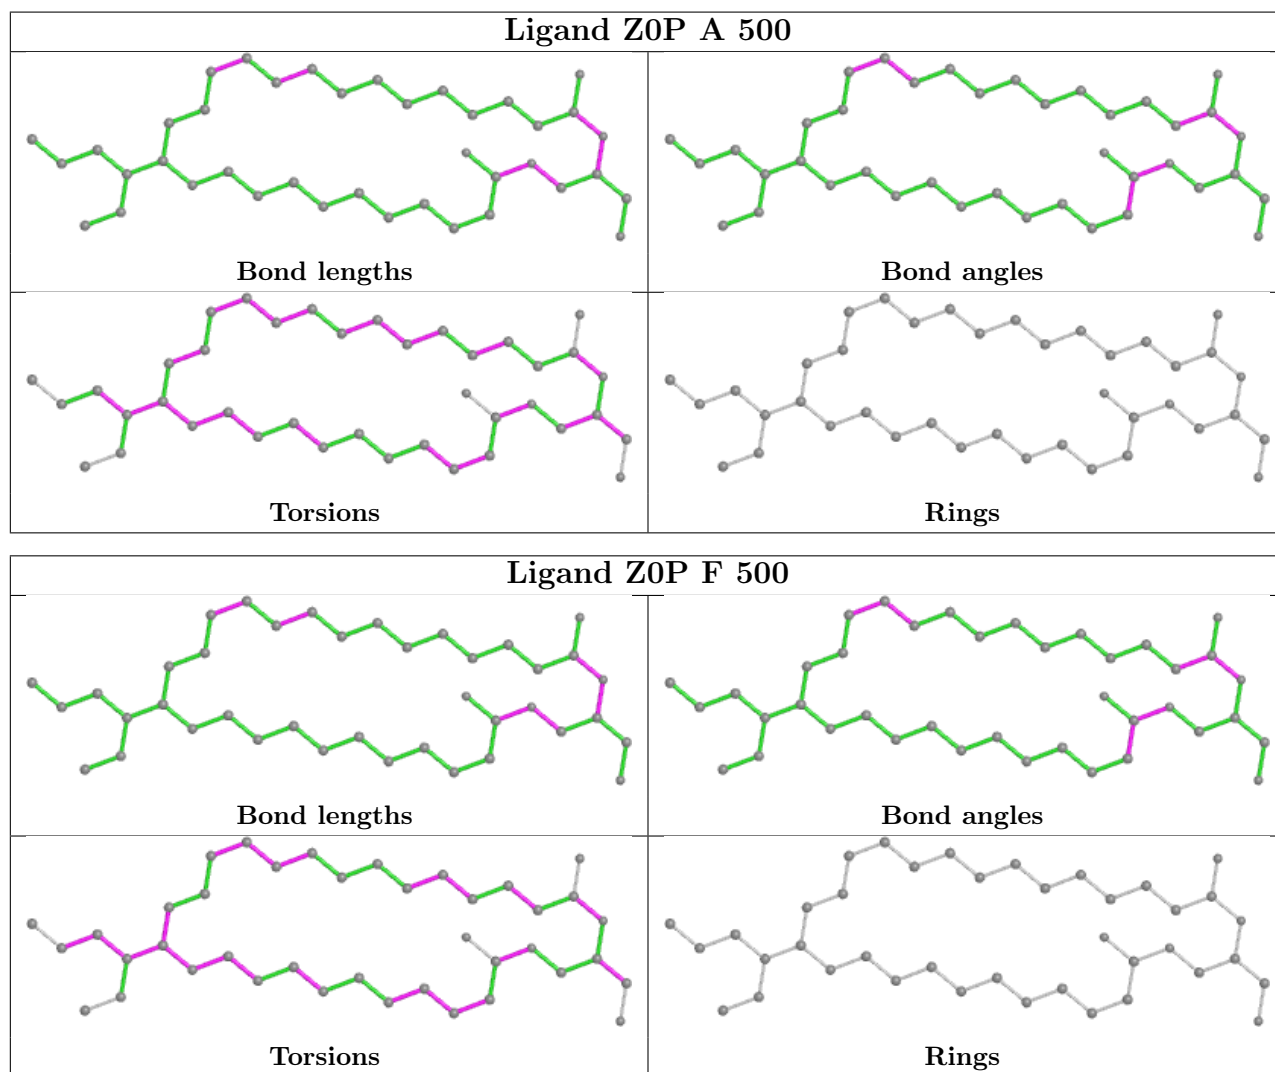 Ligand Z0P A 500
Bond lengths
Bond angles
Torsions
Rings
Ligand Z0P F 500
Bond lengths
Bond angles
Torsions
Rings